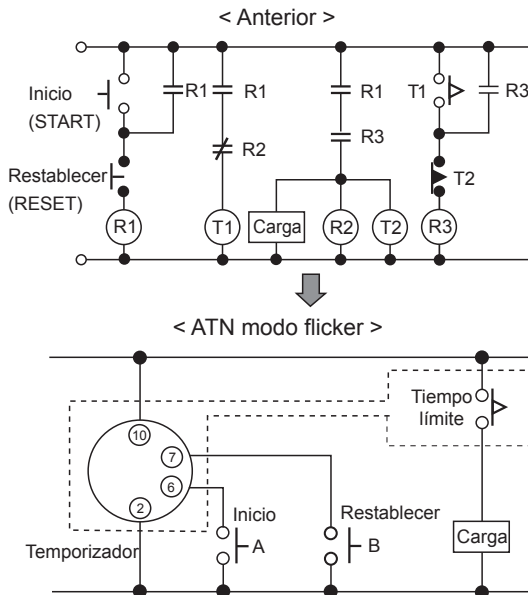 < Anterior >
Inicio
(START)
R1
R1
R1
T1
R3
R2
R3
Restablecer
(RESET)
T2
R1
T1
Carga
R2
T2
R3
< ATN modo flicker >
Tiempo
límite
10
7
6
2
Inicio
A
Restablecer
B
Carga
Temporizador